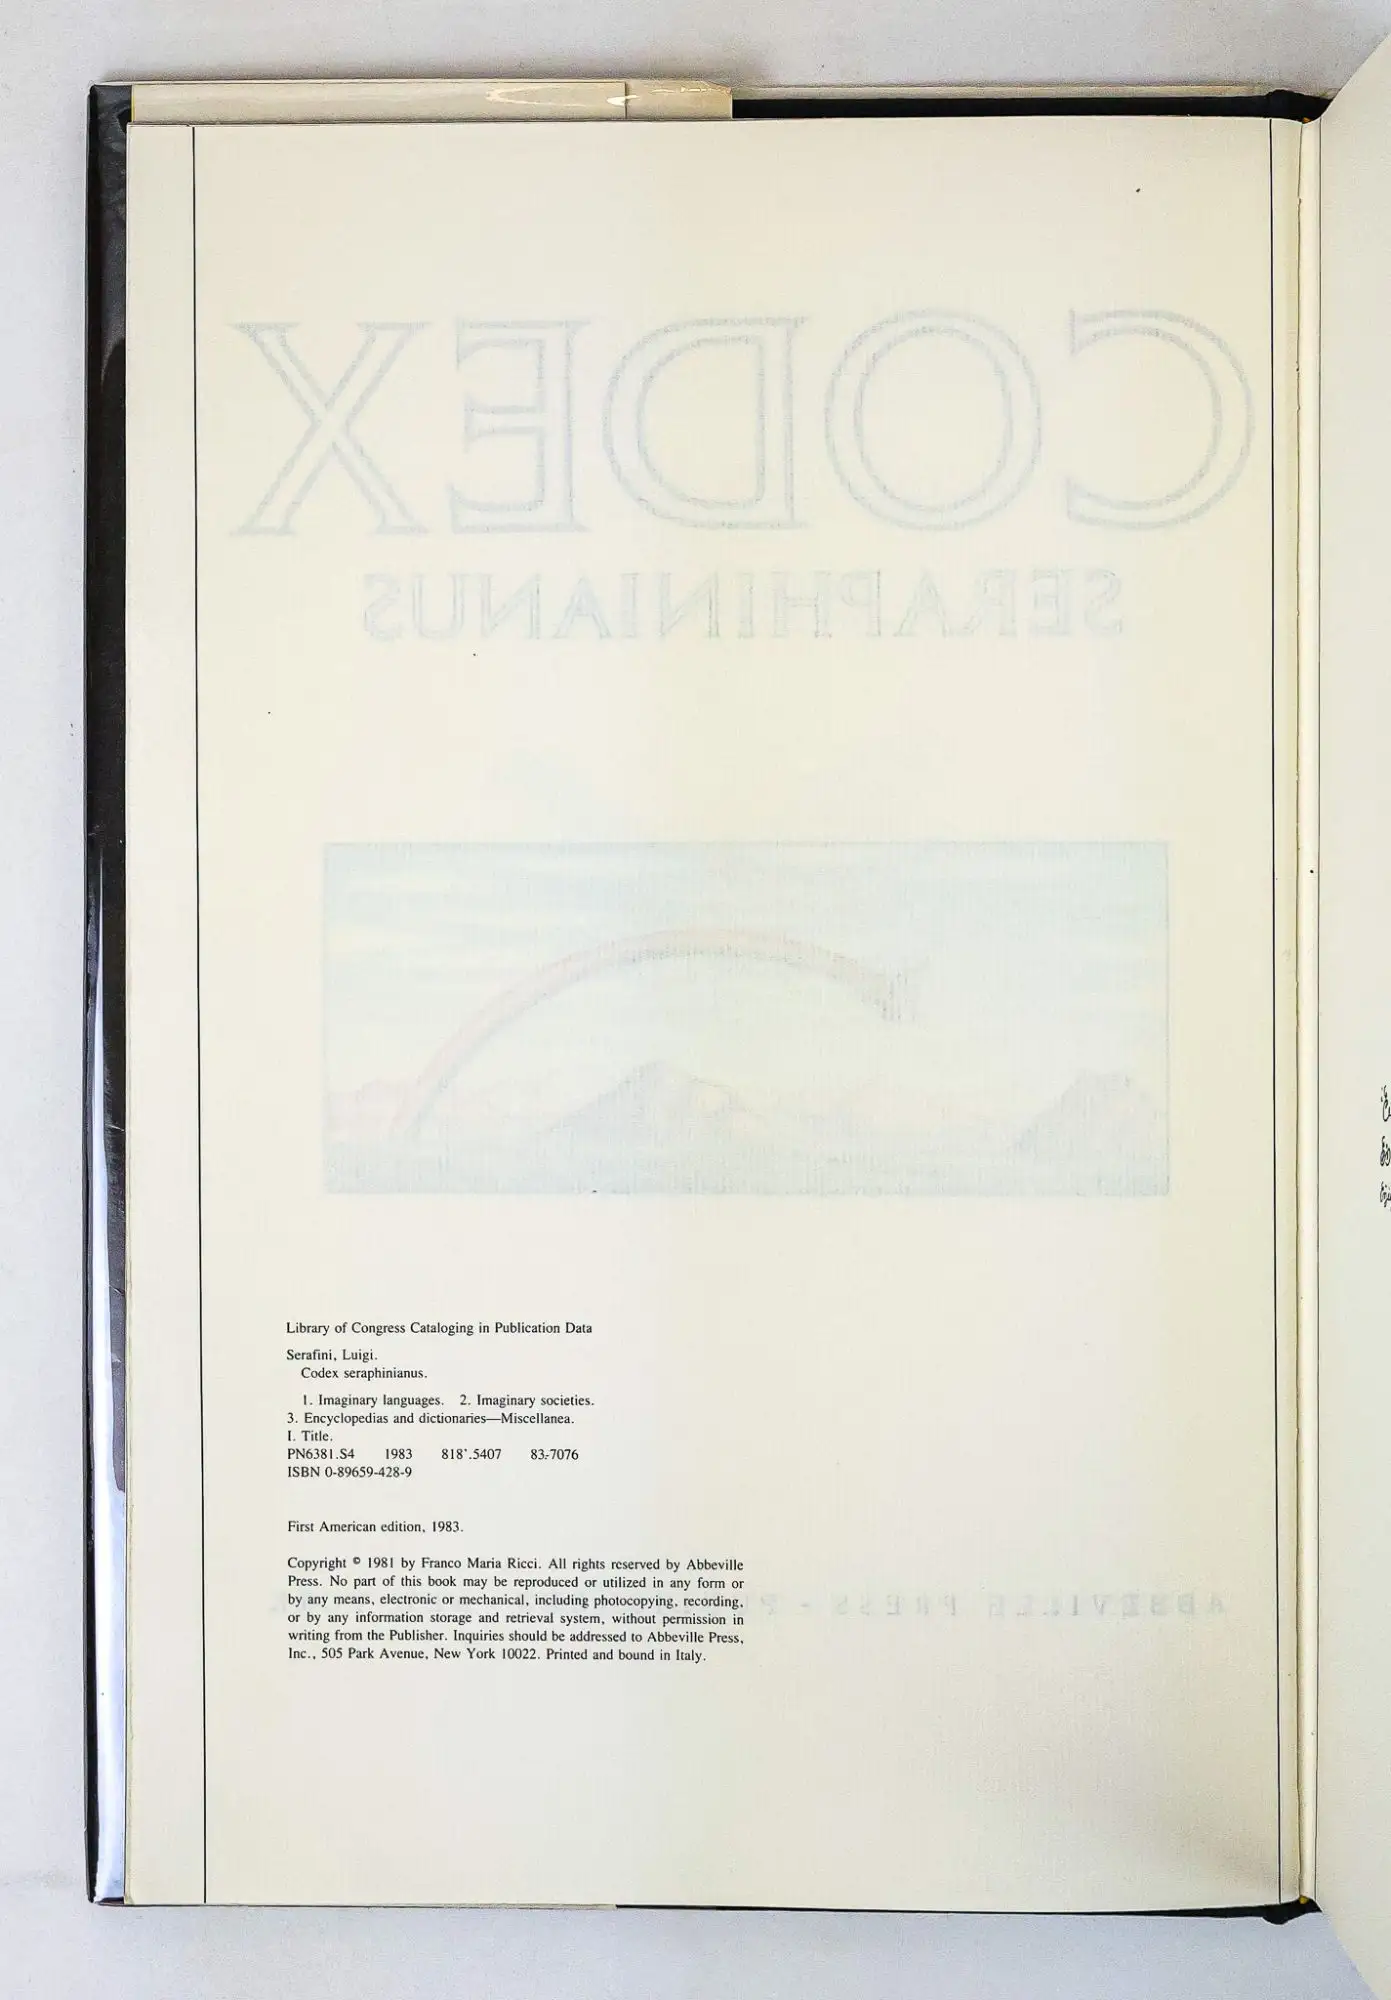 CODEX
SERAPHINIANUS
Library of Congress Cataloging in Publication Data
Serafini, Luigi.
Codex seraphinianus.
1. Imaginary languages. 2. Imaginary societies.
3. Encyclopedias and dictionaries—Miscellanea.
I. Title.
PN6381.S4 1983 818'.5407 83-7076
ISBN 0-89659-428-9
First American edition, 1983.
Copyright © 1981 by Franco Maria Ricci. All rights reserved by Abbeville
Press. No part of this book may be reproduced or utilized in any form or
by any means, electronic or mechanical, including photocopying, recording,
or by any information storage and retrieval system, without permission in
writing from the Publisher. Inquiries should be addressed to Abbeville Press,
Inc., 505 Park Avenue, New York 10022. Printed and bound in Italy.
ABBEVILLE PRESS